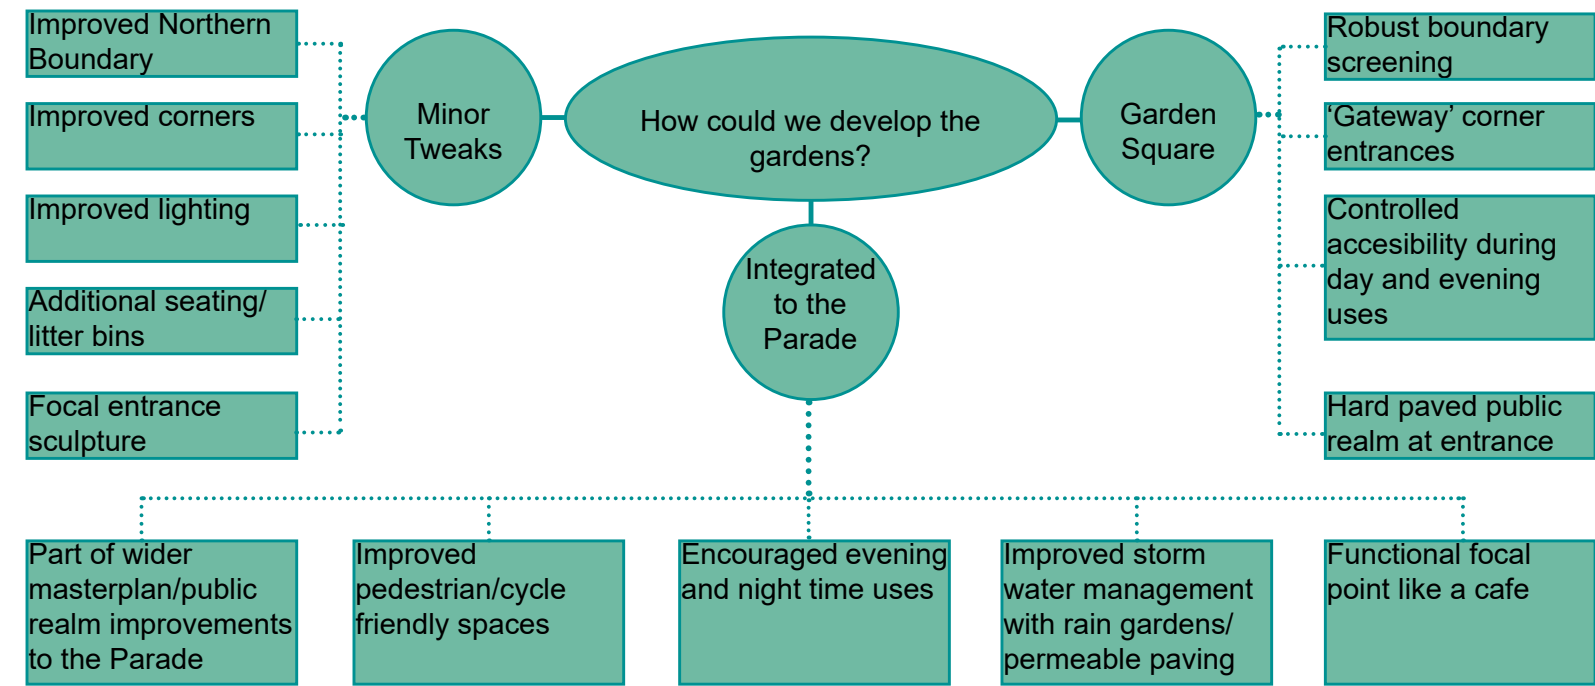 How could we develop the
gardens?
Minor
Tweaks
Improved Northern
Boundary
Improved corners
Improved lighting
Additional seating/
litter bins
Focal entrance
sculpture
Garden
Square
Robust boundary
screening
‘Gateway’ corner
entrances
Controlled
accesibility during
day and evening
uses
Hard paved public
realm at entrance
Integrated
to the
Parade
Part of wider
masterplan/public
realm improvements
to the Parade
Improved
pedestrian/cycle
friendly spaces
Encouraged evening
and night time uses
Improved storm
water management
with rain gardens/
permeable paving
Functional focal
point like a cafe